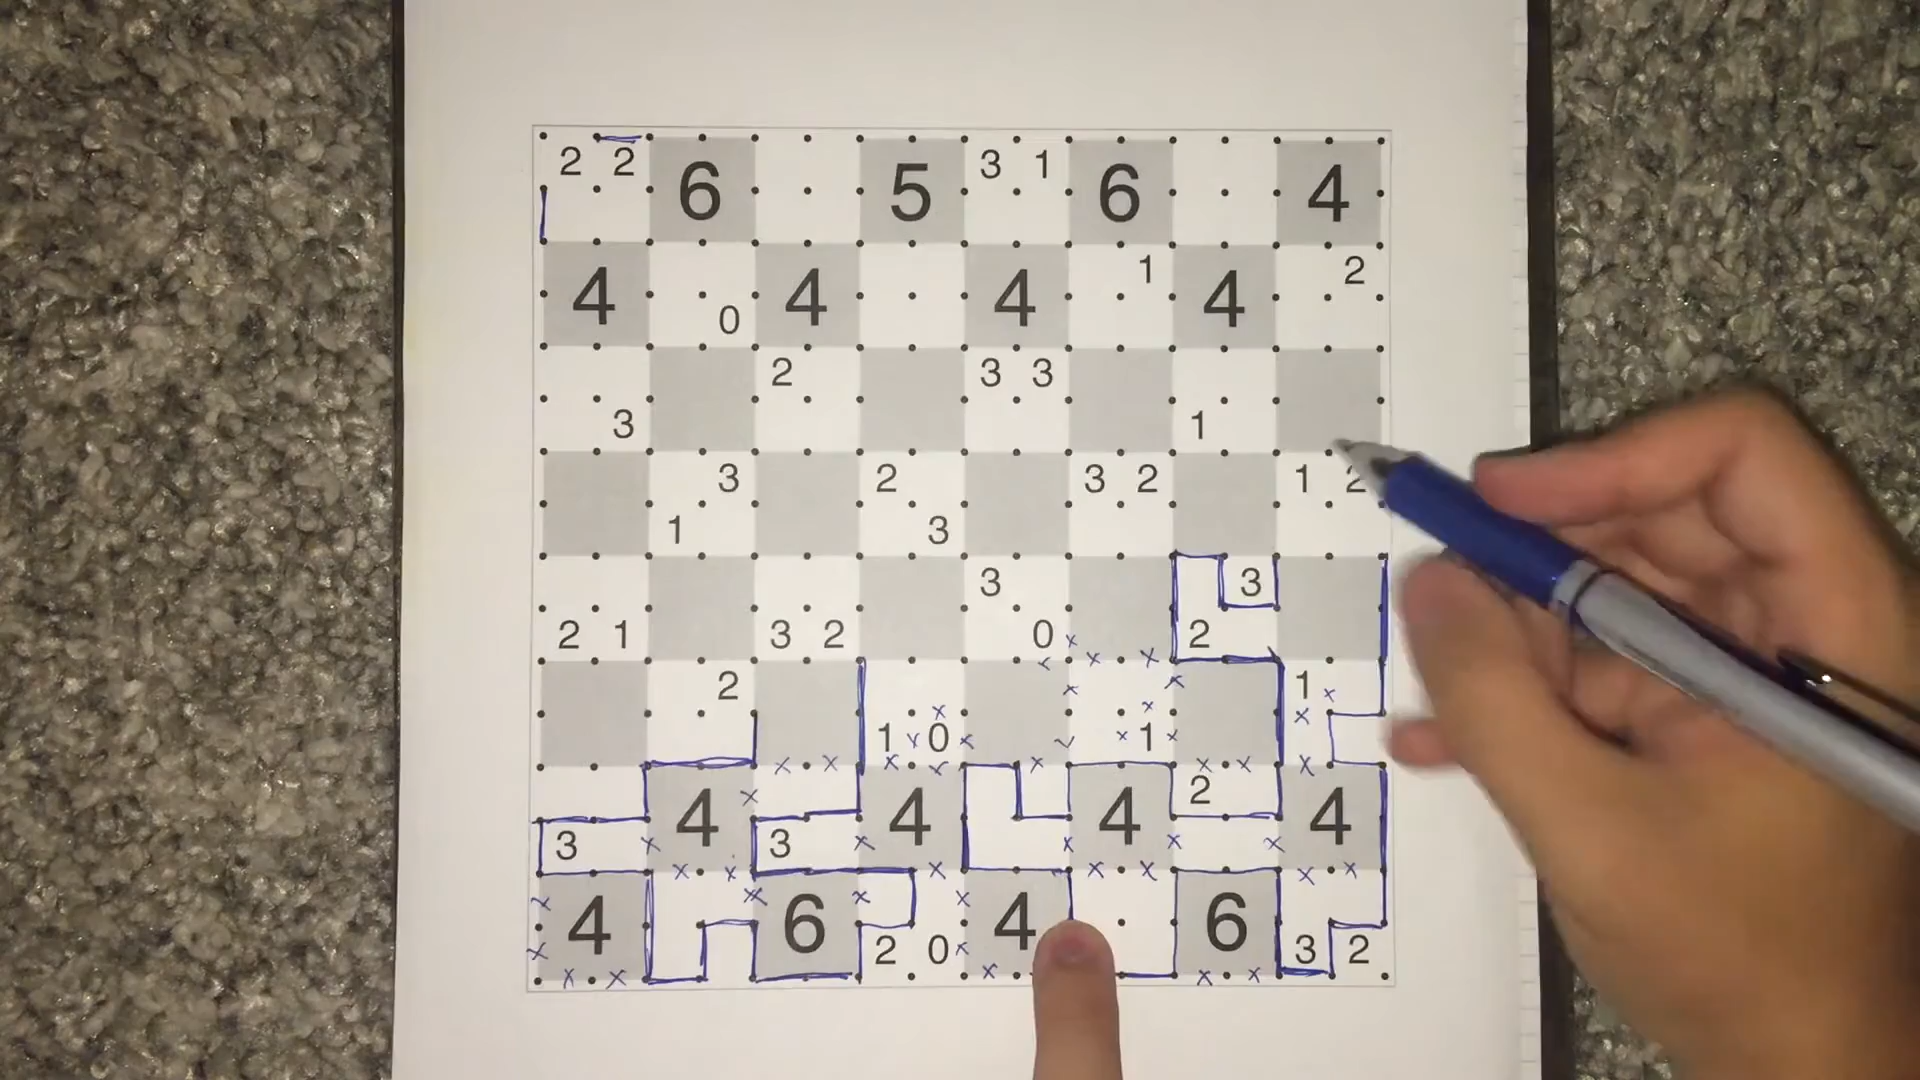 2 2 6 5 3 1 6 4
4 0 4 4 1 4 2
2 3 3
3 1
3 2 3 2 1 2
1 3
3 3
2 1 3 2 0 2
2 1
1 0 1
4 4 4 2 4
3 3
4 6 4 6
2 0 3 2